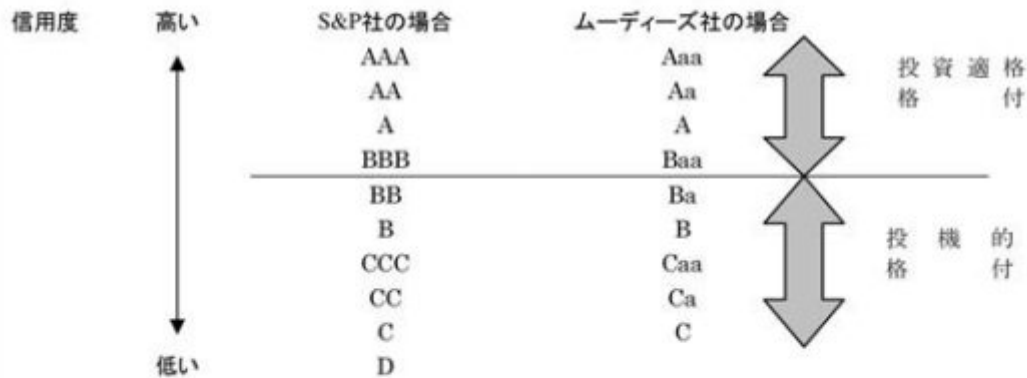 信用度 高い S&P社の場合 ムーディーズ社の場合
AAA Aaa
投資適格
AA Aa
格付
A A
BBB Baa
BB Ba
B B
投機的
CCC Caa
格付
CC Ca
C C
低い D